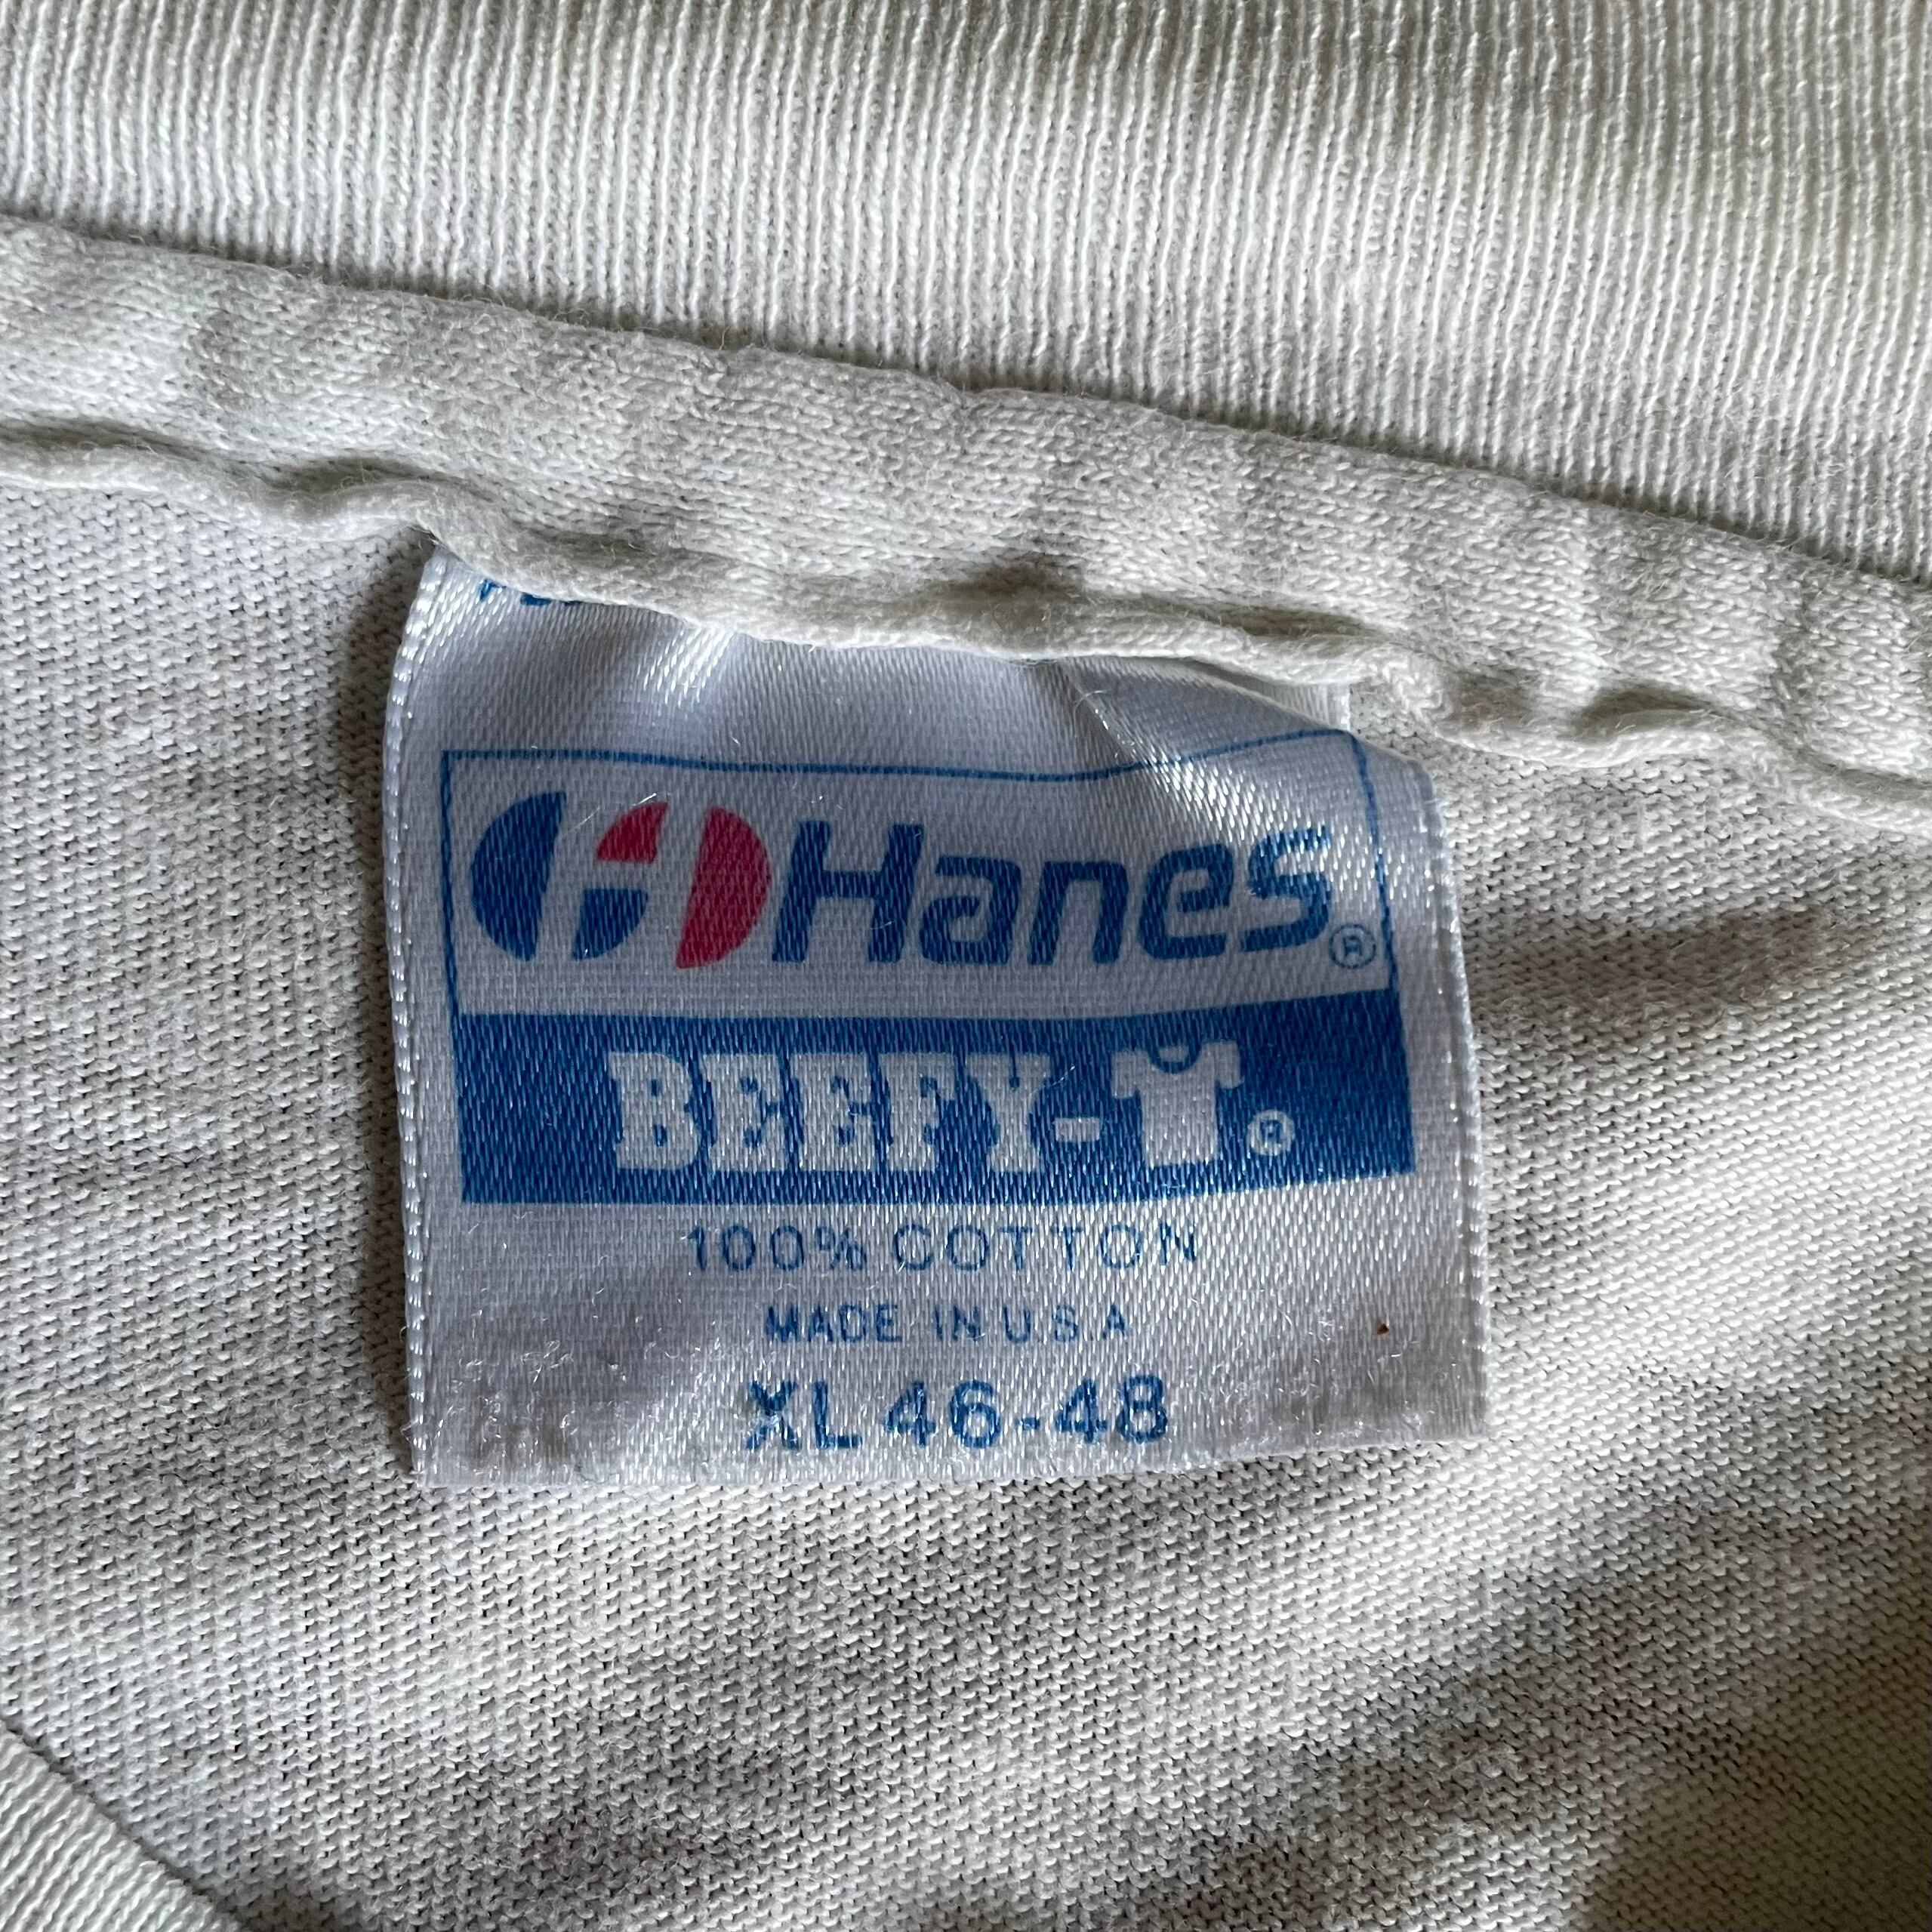 Hanes®
BEEFY-T®
100% COTTON
MADE IN U.S.A
XL 46-48